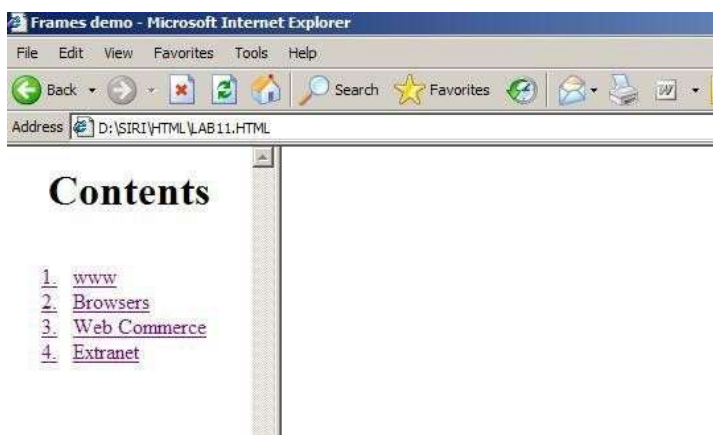 Frames demo - Microsoft Internet Explorer
File Edit View Favorites Tools Help
Back Search Favorites W
Address D:\SIRI\HTML\LAB11.HTML
Contents
1. www
2. Browsers
3. Web Commerce
4. Extranet